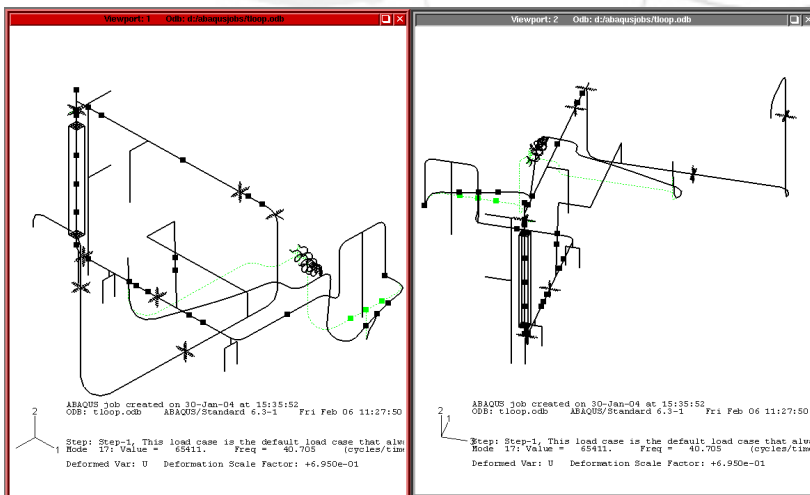 Viewport: 1 Odb: d:/abaqusjobs/tloop.odb
2
1
ABAQUS job created on 30-Jan-04 at 15:35:52
ODB: tloop.odb ABAQUS/Standard 6.3-1 Fri Feb 06 11:27:50
Step: Step-1, This load case is the default load case that alw
Mode 17: Value = 65411. Freq = 40.705 (cycles/time
Deformed Var: U Deformation Scale Factor: +6.950e-01
Viewport: 2 Odb: d:/abaqusjobs/tloop.odb
2
1
3
ABAQUS job created on 30-Jan-04 at 15:35:52
ODB: tloop.odb ABAQUS/Standard 6.3-1 Fri Feb 06 11:27:50
Step: Step-1, This load case is the default load case that alw
Mode 17: Value = 65411. Freq = 40.705 (cycles/time
Deformed Var: U Deformation Scale Factor: +6.950e-01